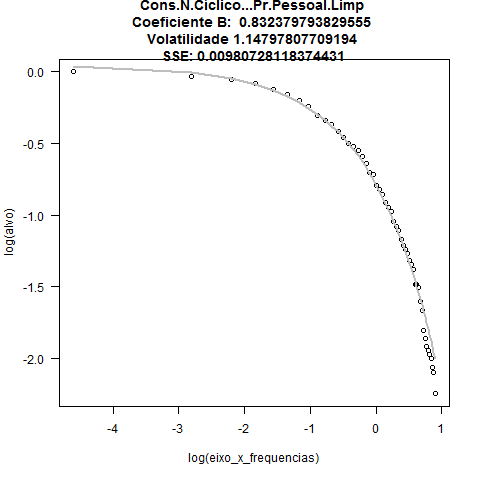 Cons.N.Ciclico...Pr.Pessoal.Limp
Coeficiente B:  0.832379793829555
Volatilidade 1.14797807709194
SSE: 0.00980728118374431
0.0
-0.5
-1.0
-1.5
-2.0
log(alvo)
-4 -3 -2 -1 0 1
log(eixo_x_frequencias)